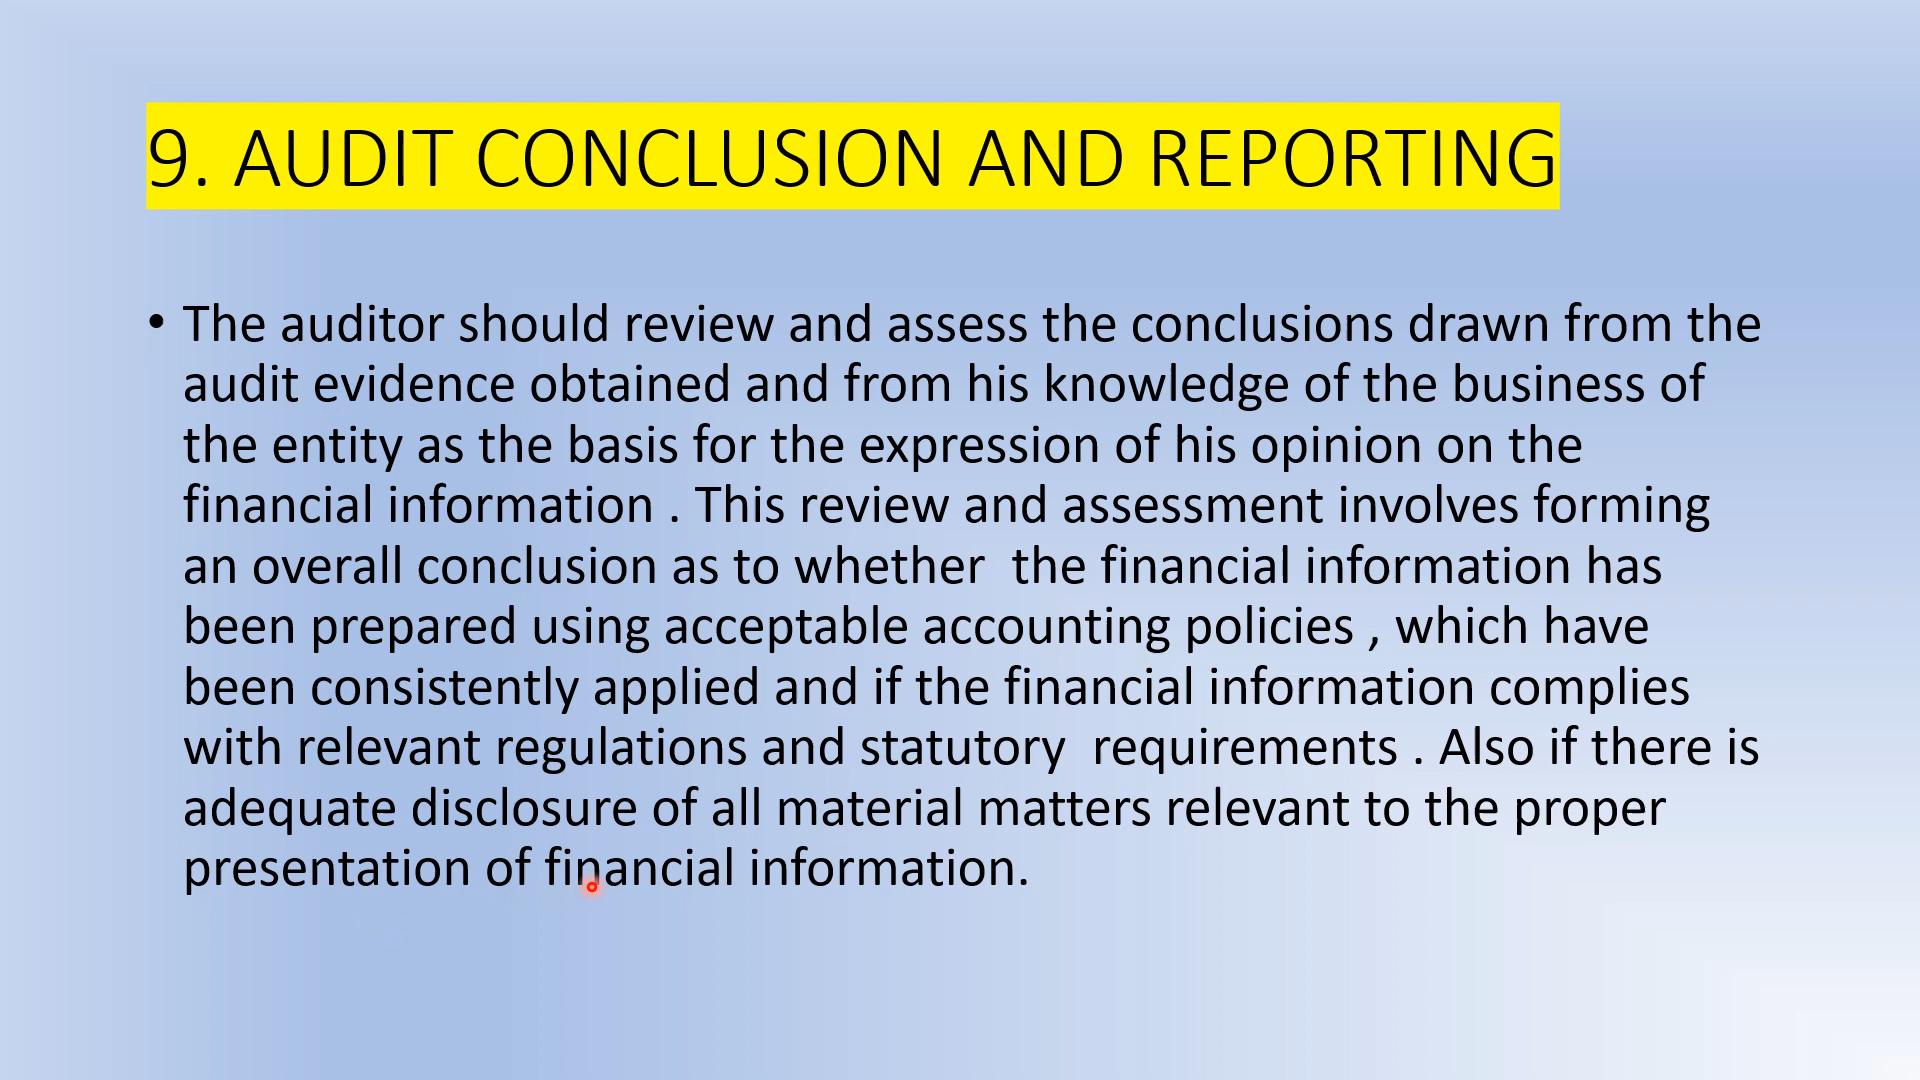 9. AUDIT CONCLUSION AND REPORTING
• The auditor should review and assess the conclusions drawn from the
audit evidence obtained and from his knowledge of the business of
the entity as the basis for the expression of his opinion on the
financial information . This review and assessment involves forming
an overall conclusion as to whether  the financial information has
been prepared using acceptable accounting policies , which have
been consistently applied and if the financial information complies
with relevant regulations and statutory  requirements . Also if there is
adequate disclosure of all material matters relevant to the proper
presentation of financial information.